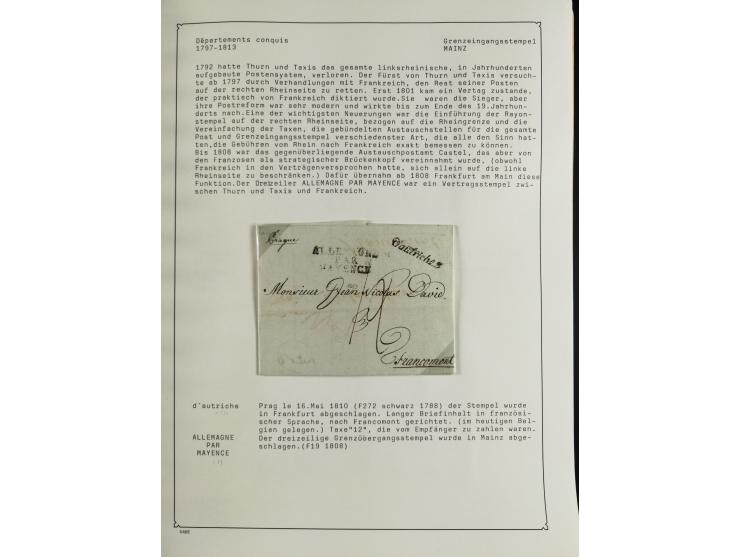 Départements conquis
1797-1813
Grenzeingangsstempel
MAINZ
1792 hatte Thurn und Taxis das gesamte linksrheinische, in Jahrhunderten
aufgebaute Postensystem, verloren. Der Fürst von Thurn und Taxis versuch-
te ab 1797 durch Verhandlungen mit Frankreich, den Rest seiner Posten
auf der rechten Rheinseite zu retten. Erst 1801 kam ein Vertag zustande,
der praktisch von Frankreich diktiert wurde.Sie waren die Sieger, aber
ihre Postreform war sehr modern und wirkte bis zum Ende des 19.Jahrhun-
derts nach.Eine der wichtigsten Neuerungen war die Einführung der Rayon-
stempel auf der rechten Rheinseite, bezogen auf die Rheingrenze und die
Vereinfachung der Taxen, die gebündelten Austauschstellen für die gesamte
Post und Grenzeingangsstempel verschiedenster Art, die alle den Sinn hat-
ten,die Gebühren vom Rhein nach Frankreich exakt bemessen zu können.
Bis 1808 war das gegenüberliegende Austauschpostamt Castel, das aber von
den Franzosen als strategischer Brückenkopf vereinnahmt wurde, (obwohl
Frankreich in den Verträgenversprochen hatte, sich allein auf die linke
Rheinseite zu beschränken.) Dafür übernahm ab 1808 Frankfurt am Main diese
Funktion.Der Dreizeiler ALLEMAGNE PAR MAYENCE war ein Vertragsstempel zwi-
schen Thurn und Taxis und Frankreich.
Prague
ALLEMAGNE
PAR
MAYENCE
d'autriche
Monsieur Jean Nicolas David
à
Francomont
d'autriche
Prag le 16.Mai 1810 (F272 schwarz 1788) der Stempel wurde
in Frankfurt abgeschlagen. Langer Briefinhalt in französi-
scher Sprache, nach Francomont gerichtet. (im heutigen Bel-
gien gelegen.) Taxe"12", die vom Empfänger zu zahlen waren.
Der dreizeilige Grenzübergangsstempel wurde in Mainz abge-
schlagen.(F19 1808)
ALLEMAGNE
PAR
MAYENCE